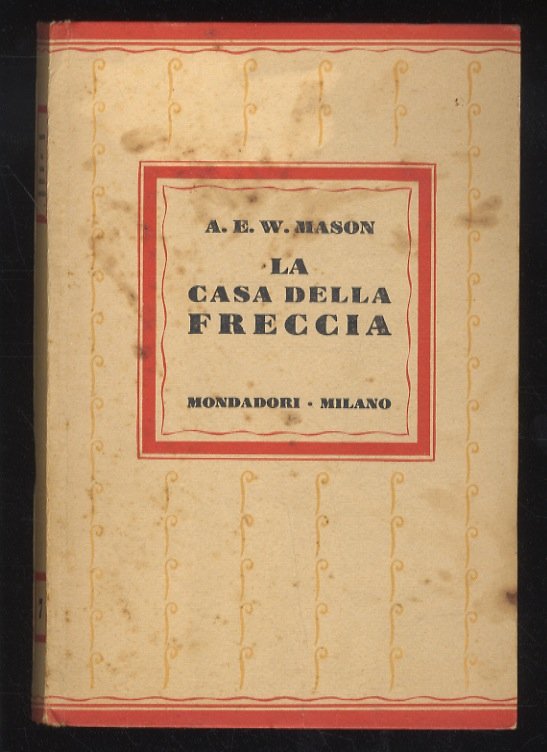 A. E. W. MASON
LA
CASA DELLA
FRECCIA
MONDADORI • MILANO